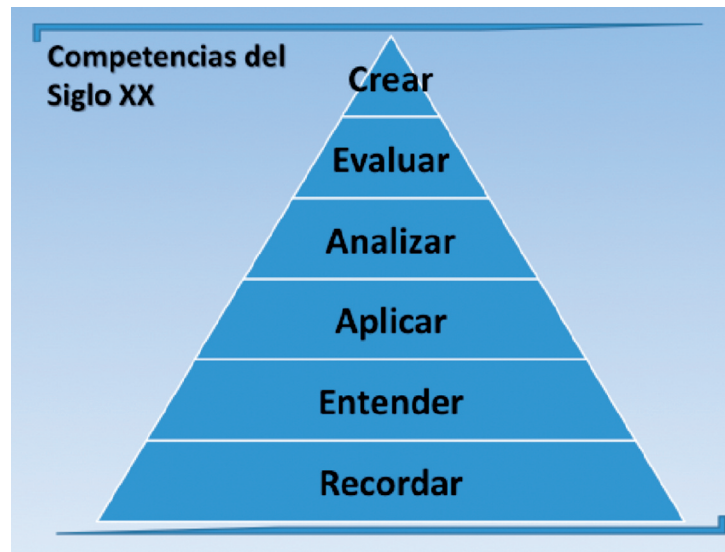 Competencias del
Siglo XX
Crear
Evaluar
Analizar
Aplicar
Entender
Recordar